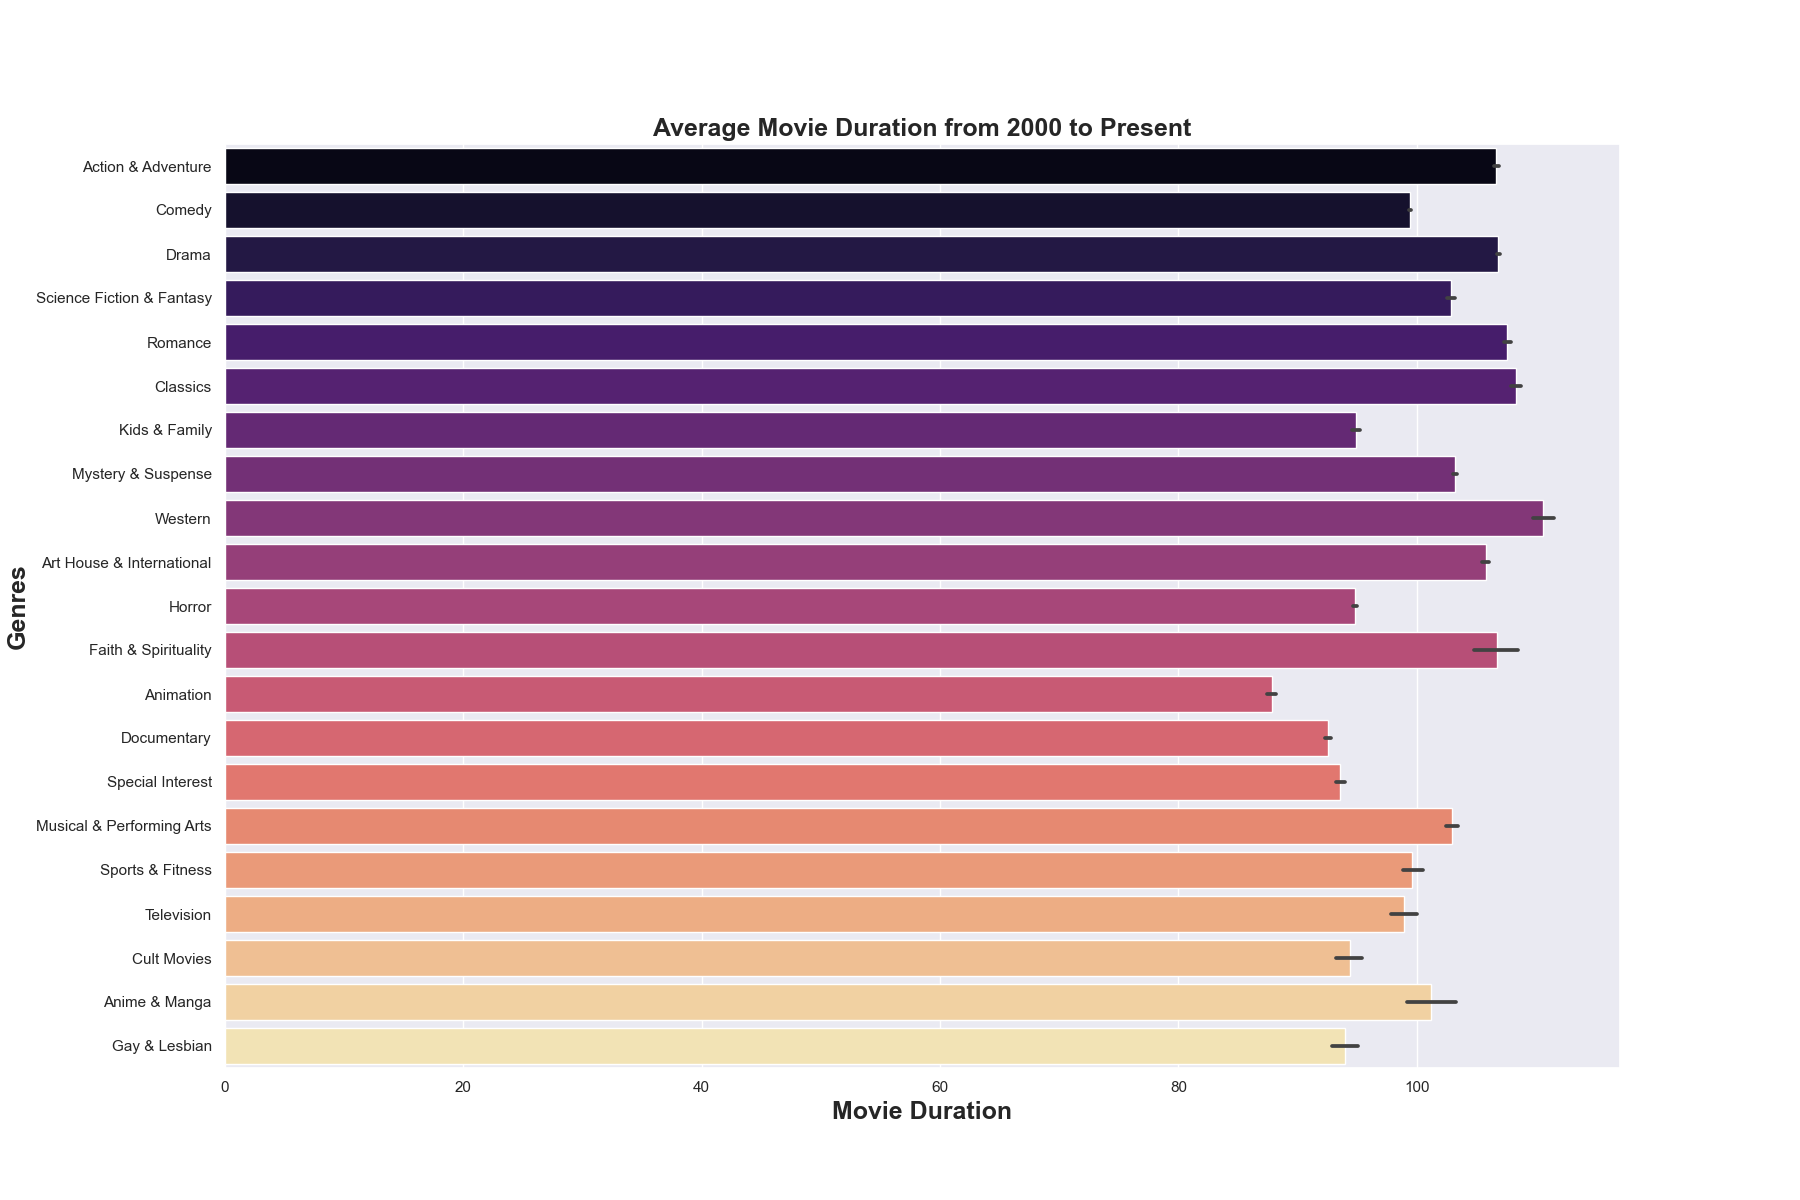 Average Movie Duration from 2000 to Present
Genres
Action & Adventure
Comedy
Drama
Science Fiction & Fantasy
Romance
Classics
Kids & Family
Mystery & Suspense
Western
Art House & International
Horror
Faith & Spirituality
Animation
Documentary
Special Interest
Musical & Performing Arts
Sports & Fitness
Television
Cult Movies
Anime & Manga
Gay & Lesbian
0 20 40 60 80 100
Movie Duration